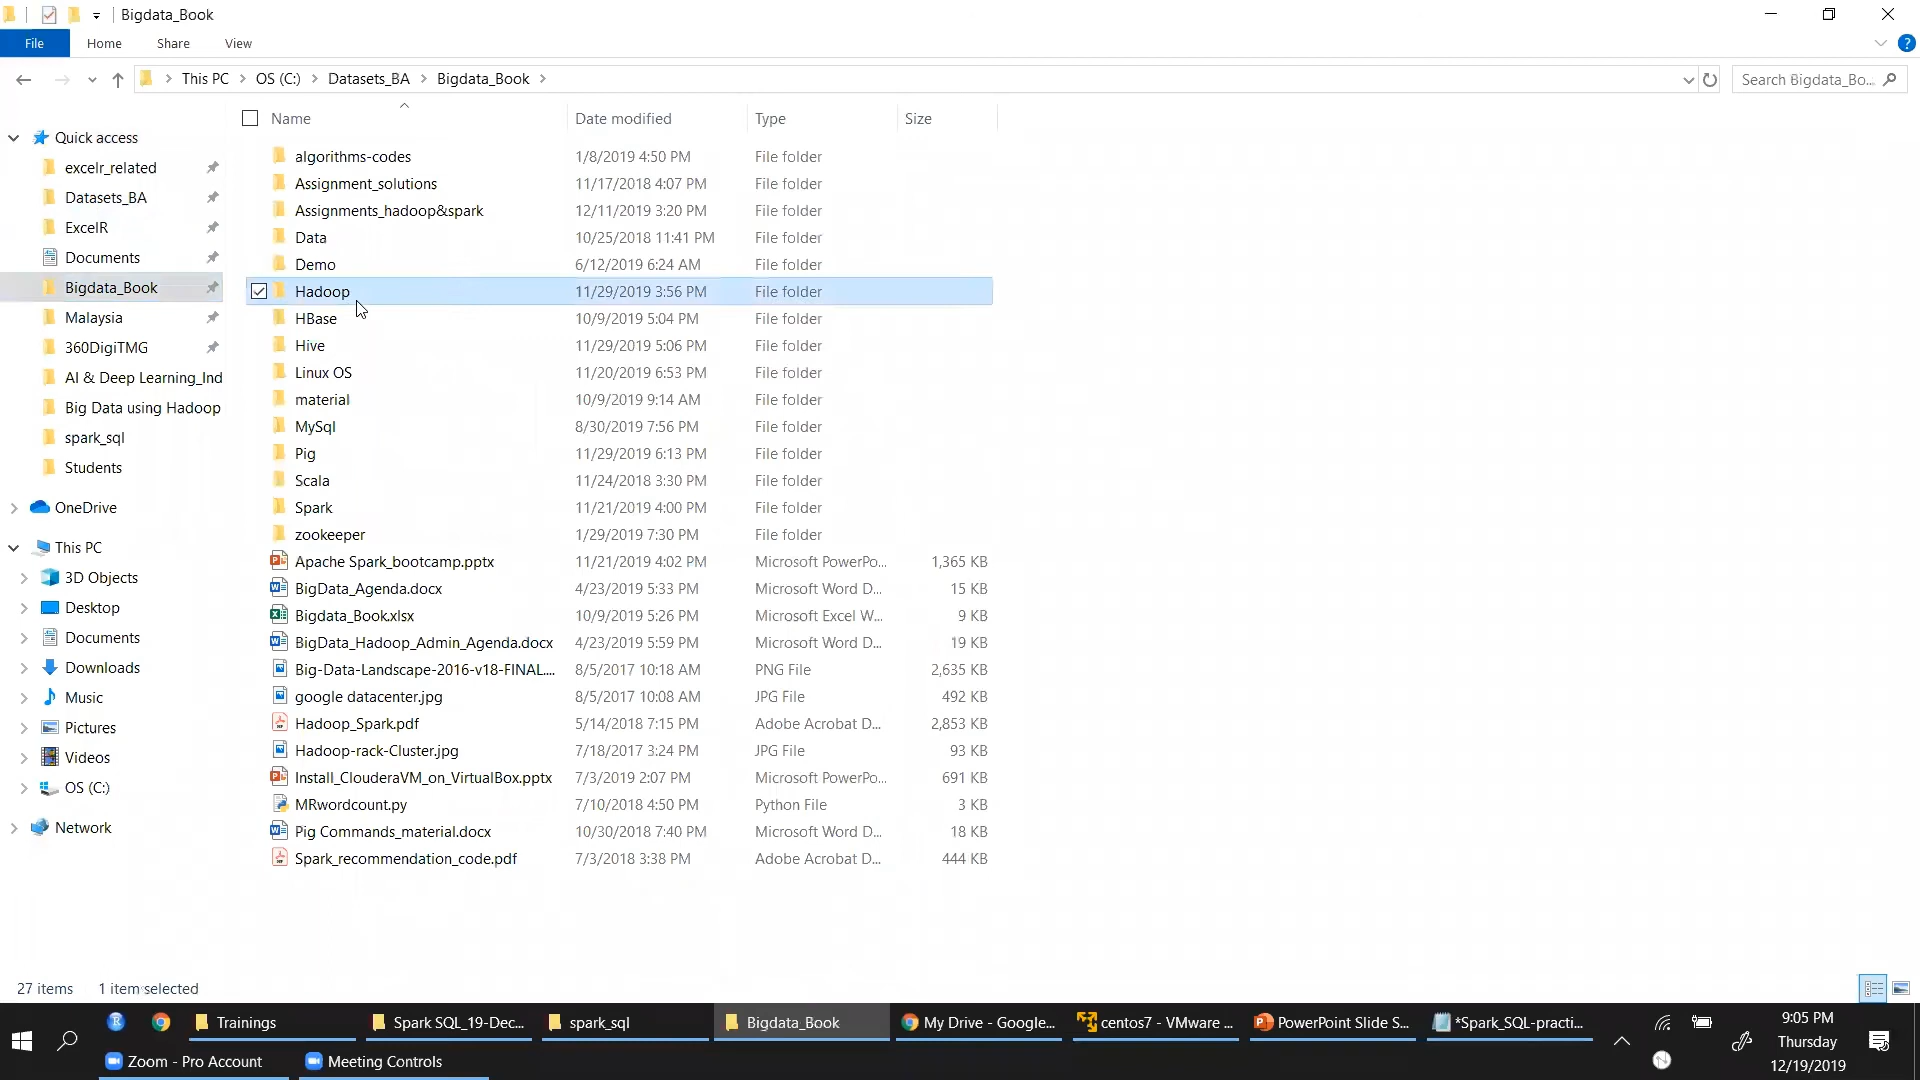 Bigdata_Book
File Home Share View
This PC OS (C:) Datasets_BA Bigdata_Book Search Bigdata_Bo...
Name Date modified Type Size
Quick access
excelr_related
Datasets_BA
ExcelR
Documents
Bigdata_Book
Malaysia
360DigiTMG
AI & Deep Learning_Ind
Big Data using Hadoop
spark_sql
Students
OneDrive
This PC
3D Objects
Desktop
Documents
Downloads
Music
Pictures
Videos
OS (C:)
Network
algorithms-codes 1/8/2019 4:50 PM File folder
Assignment_solutions 11/17/2018 4:07 PM File folder
Assignments_hadoop&spark 12/11/2019 3:20 PM File folder
Data 10/25/2018 11:41 PM File folder
Demo 6/12/2019 6:24 AM File folder
Hadoop 11/29/2019 3:56 PM File folder
HBase 10/9/2019 5:04 PM File folder
Hive 11/29/2019 5:06 PM File folder
Linux OS 11/20/2019 6:53 PM File folder
material 10/9/2019 9:14 AM File folder
MySql 8/30/2019 7:56 PM File folder
Pig 11/29/2019 6:13 PM File folder
Scala 11/24/2018 3:30 PM File folder
Spark 11/21/2019 4:00 PM File folder
zookeeper 1/29/2019 7:30 PM File folder
Apache Spark_bootcamp.pptx 11/21/2019 4:02 PM Microsoft PowerPo... 1,365 KB
BigData_Agenda.docx 4/23/2019 5:33 PM Microsoft Word D... 15 KB
Bigdata_Book.xlsx 10/9/2019 5:26 PM Microsoft Excel W... 9 KB
BigData_Hadoop_Admin_Agenda.docx 4/23/2019 5:59 PM Microsoft Word D... 19 KB
Big-Data-Landscape-2016-v18-FINAL.... 8/5/2017 10:18 AM PNG File 2,635 KB
google datacenter.jpg 8/5/2017 10:08 AM JPG File 492 KB
Hadoop_Spark.pdf 5/14/2018 7:15 PM Adobe Acrobat D... 2,853 KB
Hadoop-rack-Cluster.jpg 7/18/2017 3:24 PM JPG File 93 KB
Install_ClouderaVM_on_VirtualBox.pptx 7/3/2019 2:07 PM Microsoft PowerPo... 691 KB
MRwordcount.py 7/10/2018 4:50 PM Python File 3 KB
Pig Commands_material.docx 10/30/2018 7:40 PM Microsoft Word D... 18 KB
Spark_recommendation_code.pdf 7/3/2018 3:38 PM Adobe Acrobat D... 444 KB
27 items 1 item selected
Trainings Spark SQL_19-Dec... spark_sql Bigdata_Book My Drive - Google... centos7 - VMware ... PowerPoint Slide S... *Spark_SQL-practi...
Zoom - Pro Account Meeting Controls
9:05 PM
Thursday
12/19/2019